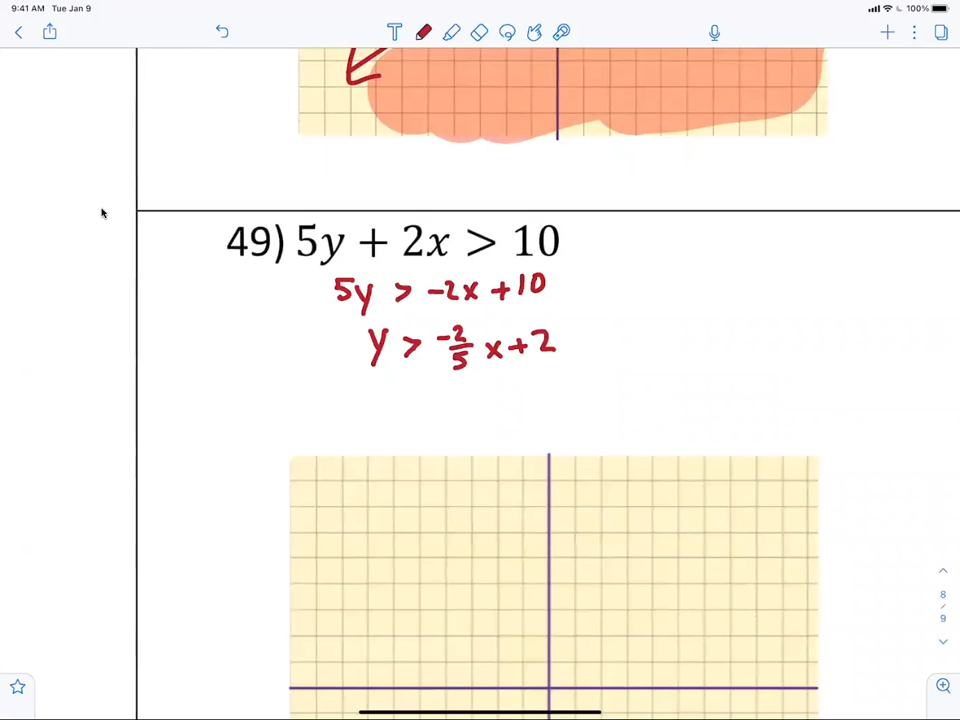 9:41 AM Tue Jan 9
100%
49) 5y + 2x > 10
5y > -2x + 10
y > -2/5 x + 2
8
/
9